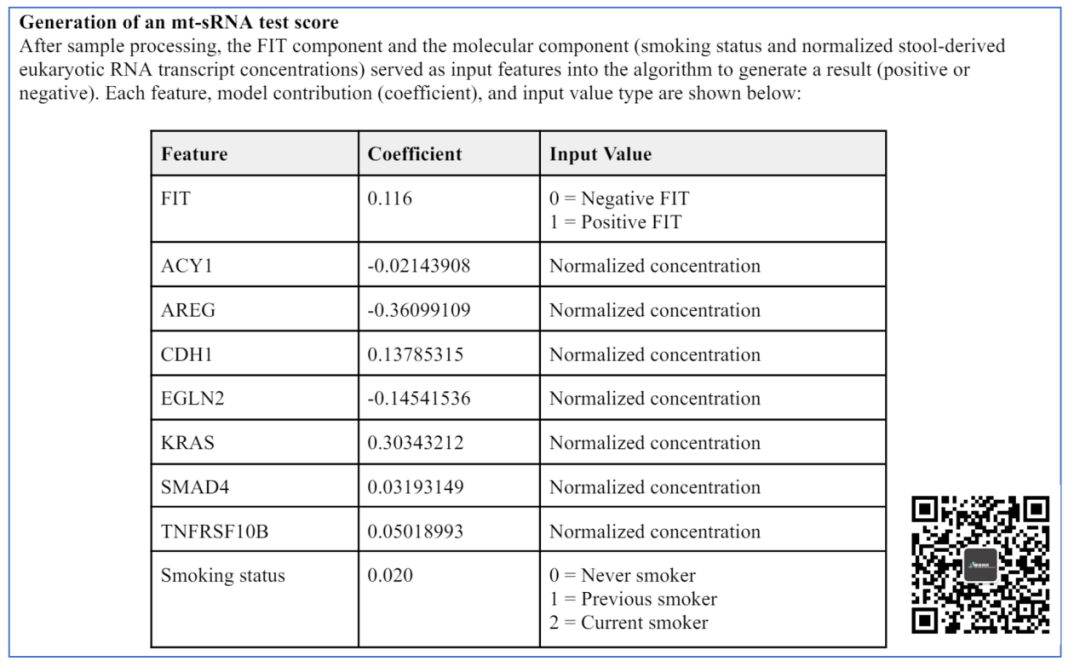 Generation of an mt-sRNA test score
After sample processing, the FIT component and the molecular component (smoking status and normalized stool-derived
eukaryotic RNA transcript concentrations) served as input features into the algorithm to generate a result (positive or
negative). Each feature, model contribution (coefficient), and input value type are shown below:
Feature Coefficient Input Value
FIT 0.116 0 = Negative FIT
1 = Positive FIT
ACY1 -0.02143908 Normalized concentration
AREG -0.36099109 Normalized concentration
CDH1 0.13785315 Normalized concentration
EGLN2 -0.14541536 Normalized concentration
KRAS 0.30343212 Normalized concentration
SMAD4 0.03193149 Normalized concentration
TNFRSF10B 0.05018993 Normalized concentration
Smoking status 0.020 0 = Never smoker
1 = Previous smoker
2 = Current smoker